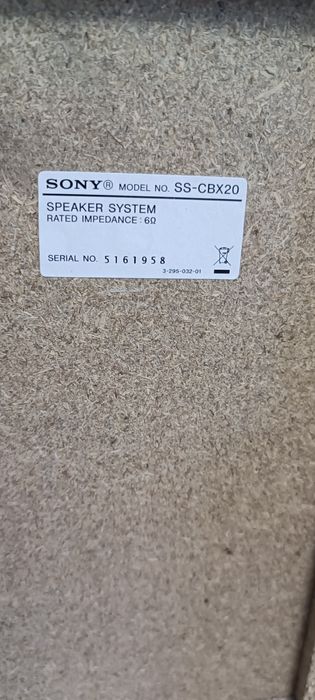 SONY® MODEL NO. SS-CBX20
SPEAKER SYSTEM
RATED IMPEDANCE : 6Ω
SERIAL NO. 5161958
3-295-032-01